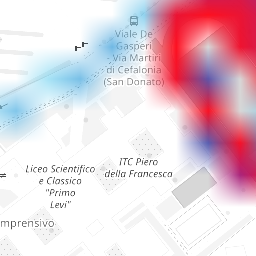 Viale De
Gasperi
Via Martiri
di Cefalonia
(San Donato)
ITC Piero
della Francesca
Liceo Scientifico
e Classico
"Primo
Levi"
mprensivo